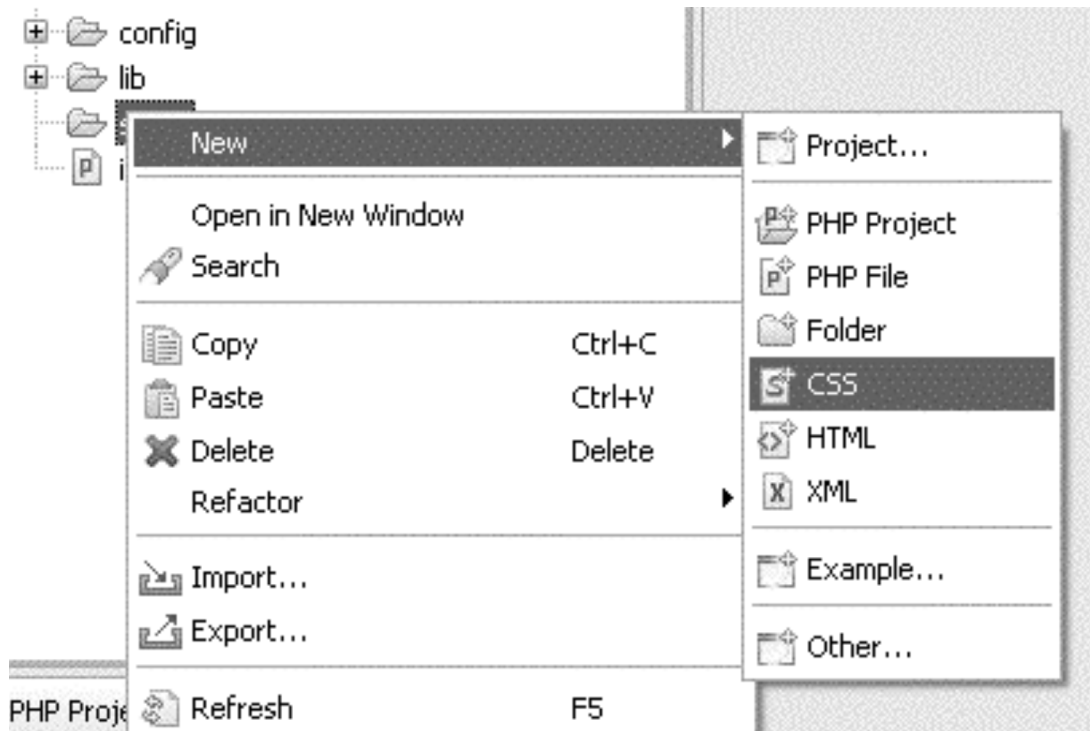 config
lib
New
Open in New Window
Search
Copy Ctrl+C
Paste Ctrl+V
Delete Delete
Refactor
Import...
Export...
Refresh F5
Project...
PHP Project
PHP File
Folder
CSS
HTML
XML
Example...
Other...
PHP